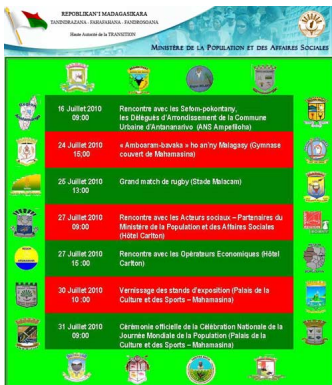 REPOBLIKAN'I MADAGASIKARA
TANINDRAZANA - FAHAFAHANA - FANDROSOANA
Haute Autorité de la TRANSITION
MINISTÈRE DE LA POPULATION ET DES AFFAIRES SOCIALES
16 Juillet 2010
09:00
Rencontre avec les Sefom-pokontany,
les Délégués d'Arrondissement de la Commune
Urbaine d'Antananarivo (ANS Ampefiloha)
24 Juillet 2010
15;00
« Amboaram-bavaka » ho an'ny Malagasy (Gymnase
couvert de Mahamasina)
25 Juillet 2010
13:00
Grand match de rugby (Stade Malacam)
27 Juillet 2010
09:00
Rencontre avec les Acteurs sociaux – Partenaires du
Ministère de la Population et des Affaires Sociales
(Hôtel Carlton)
27 Juillet 2010
15 :00
Rencontre avec les Opérateurs Economiques (Hôtel
Carlton)
30 Juillet 2010
10 :00
Vernissage des stands d'exposition (Palais de la
Culture et des Sports – Mahamasina)
31 Juillet 2010
09:00
Cérémonie officielle de la Célébration Nationale de la
Journée Mondiale de la Population (Palais de la
Culture et des Sports – Mahamasina)